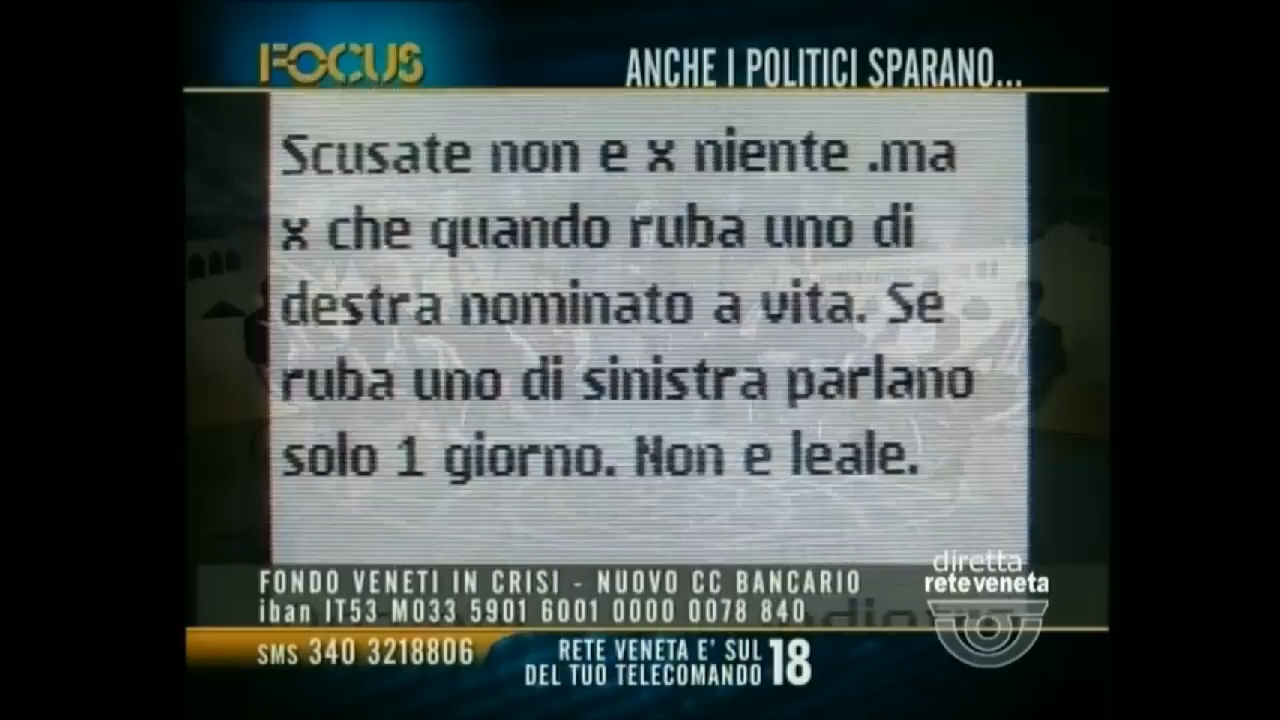 FOCUS
ANCHE I POLITICI SPARANO...
Scusate non e x niente .ma
x che quando ruba uno di
destra nominato a vita. Se
ruba uno di sinistra parlano
solo 1 giorno. Non e leale.
diretta
reteveneta
FONDO VENETI IN CRISI - NUOVO CC BANCARIO
iban IT53 M033 5901 6001 0000 0078 840
SMS 340 3218806
RETE VENETA E' SUL
DEL TUO TELECOMANDO 18